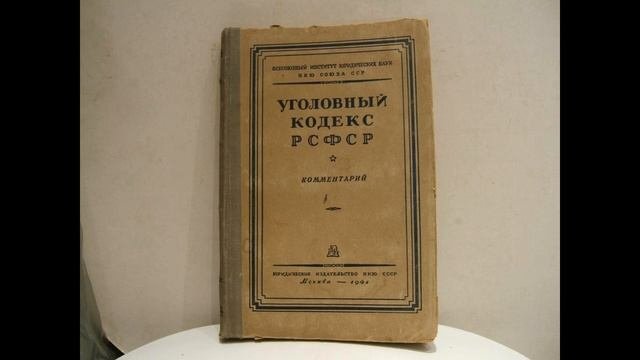 ВСЕСОЮЗНЫЙ ИНСТИТУТ ЮРИДИЧЕСКИХ НАУК
НКЮ СОЮЗА ССР
УГОЛОВНЫЙ
КОДЕКС
РСФСР
КОММЕНТАРИЙ
ЮРИДИЧЕСКОЕ ИЗДАТЕЛЬСТВО НКЮ СССР
Москва — 1941